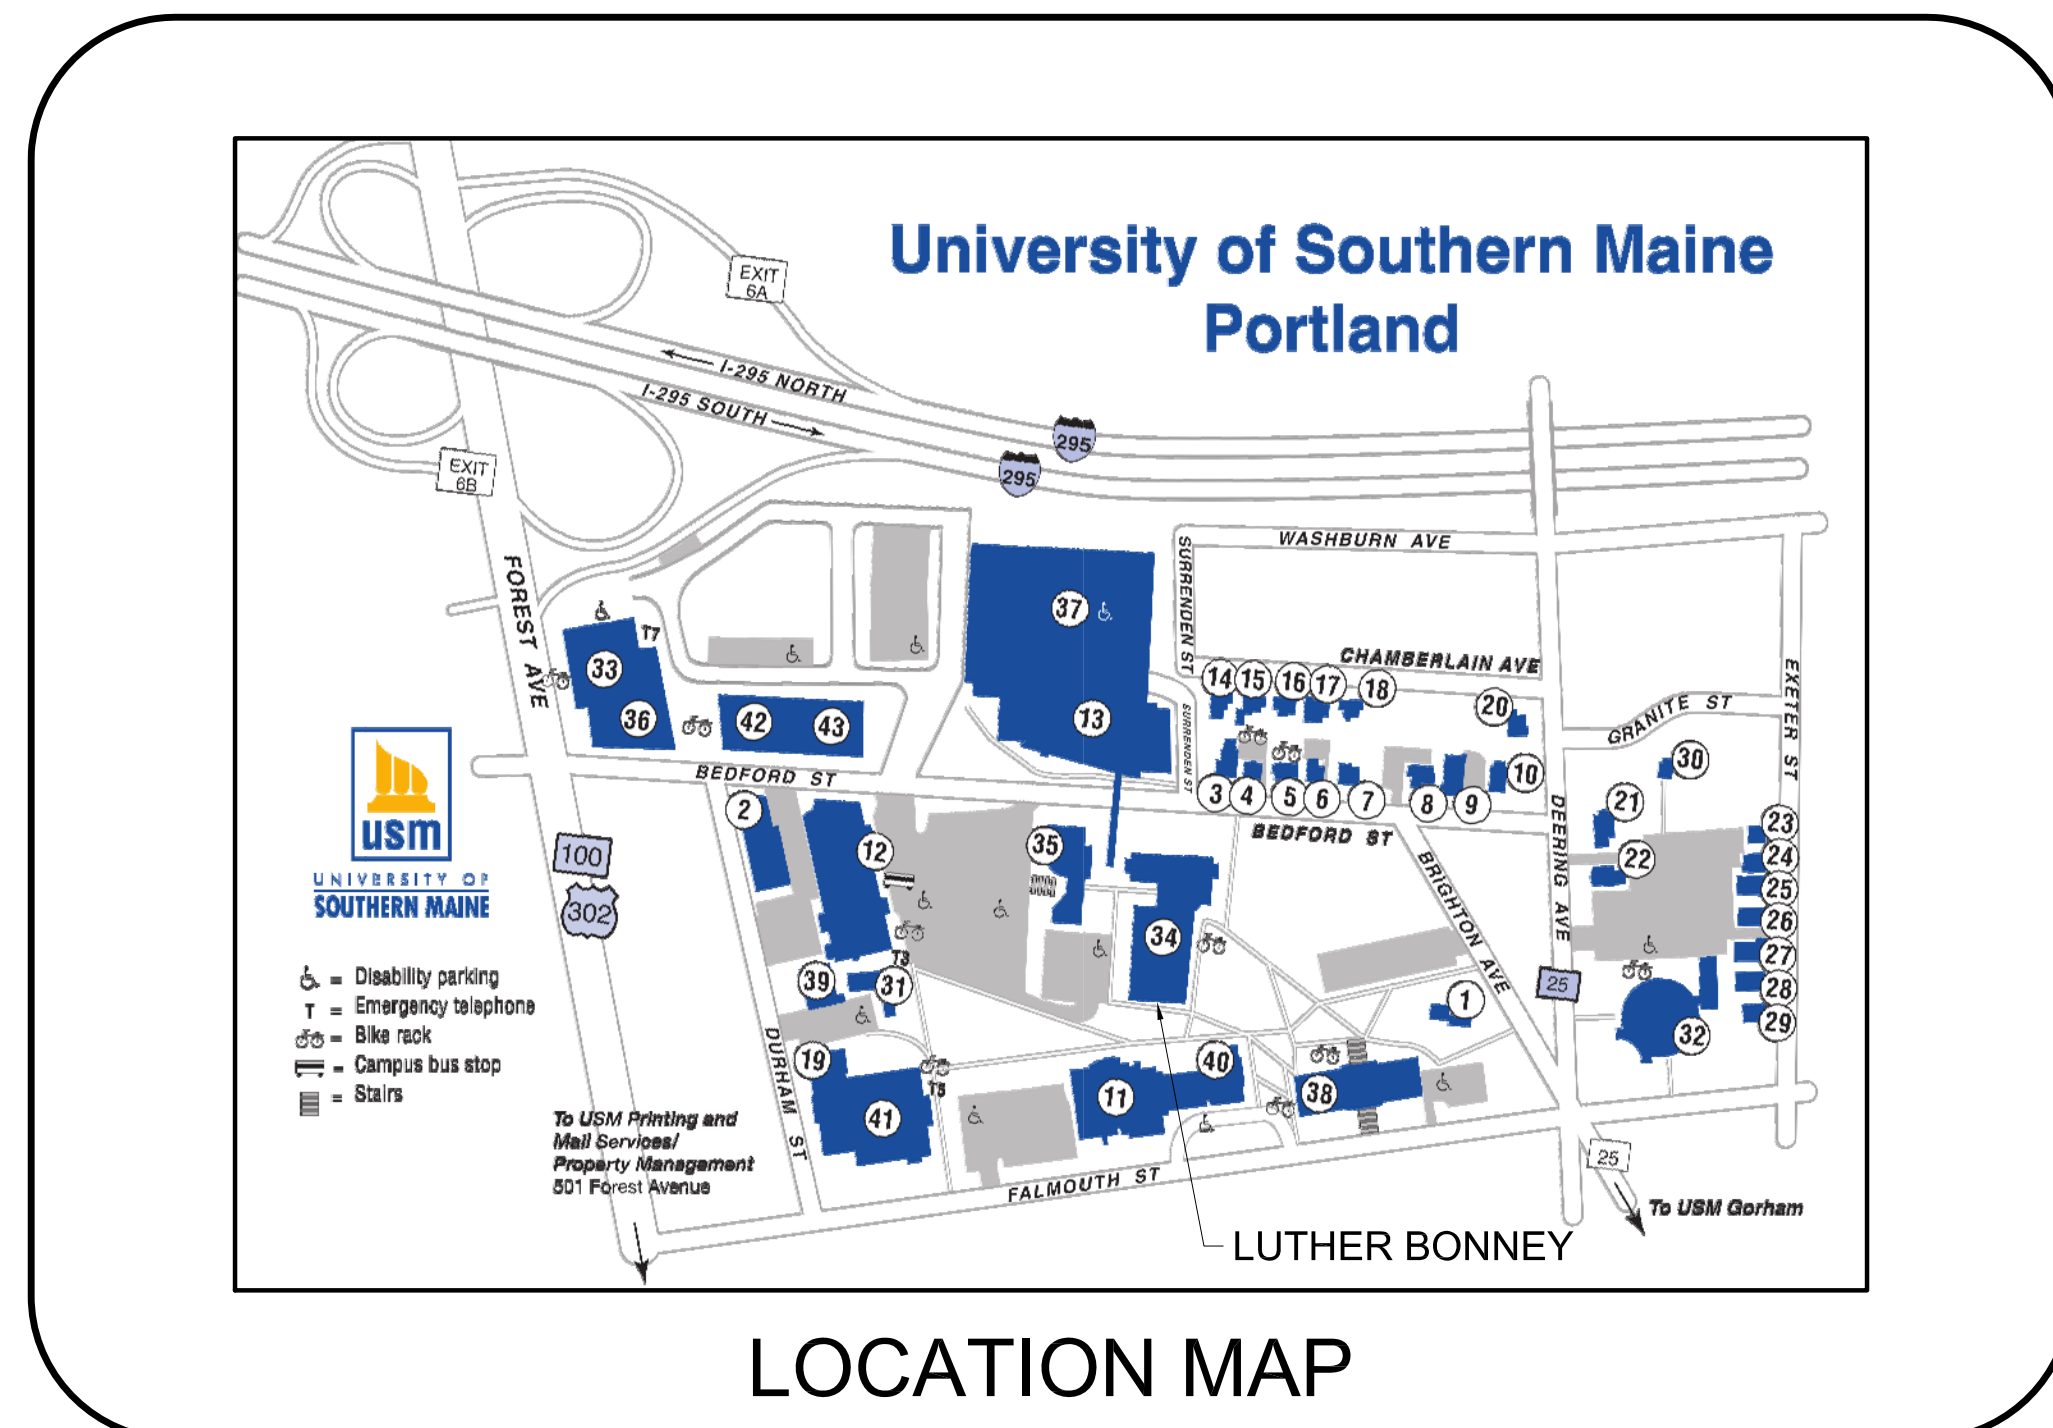 University of Southern Maine
Portland
EXIT
6A
I-295 NORTH
I-295 SOUTH
295
295
EXIT
6B
FOREST AVE
WASHBURN AVE
SURRENDEN ST
CHAMBERLAIN AVE
SURRENDEN ST
GRANITE ST
EXETER ST
T7
33
36
42
43
37
13
14
15
16
17
18
20
30
3
4
5
6
7
8
9
10
21
22
23
24
25
26
27
28
29
32
BEDFORD ST
BEDFORD ST
DEERING AVE
BRIGHTON AVE
25
2
12
35
34
1
T3
39
31
19
41
T5
11
40
38
DURHAM ST
FALMOUTH ST
25
To USM Gorham
100
302
usm
UNIVERSITY OF
SOUTHERN MAINE
= Disability parking
T = Emergency telephone
= Bike rack
= Campus bus stop
= Stairs
To USM Printing and
Mail Services/
Property Management
501 Forest Avenue
LUTHER BONNEY
LOCATION MAP